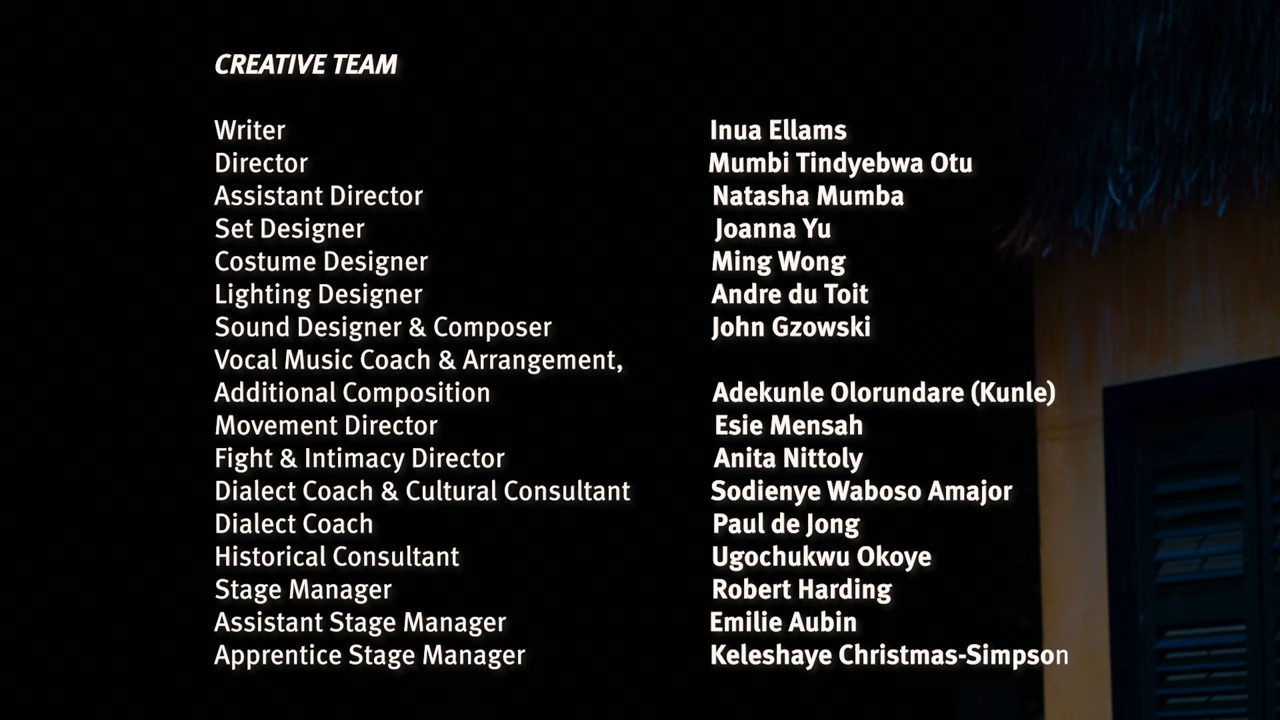 CREATIVE TEAM
Writer Inua Ellams
Director Mumbi Tindyebwa Otu
Assistant Director Natasha Mumba
Set Designer Joanna Yu
Costume Designer Ming Wong
Lighting Designer Andre du Toit
Sound Designer & Composer John Gzowski
Vocal Music Coach & Arrangement,
Additional Composition Adekunle Olorundare (Kunle)
Movement Director Esie Mensah
Fight & Intimacy Director Anita Nittoly
Dialect Coach & Cultural Consultant Sodienye Waboso Amajor
Dialect Coach Paul de Jong
Historical Consultant Ugochukwu Okoye
Stage Manager Robert Harding
Assistant Stage Manager Emilie Aubin
Apprentice Stage Manager Keleshaye Christmas-Simpson